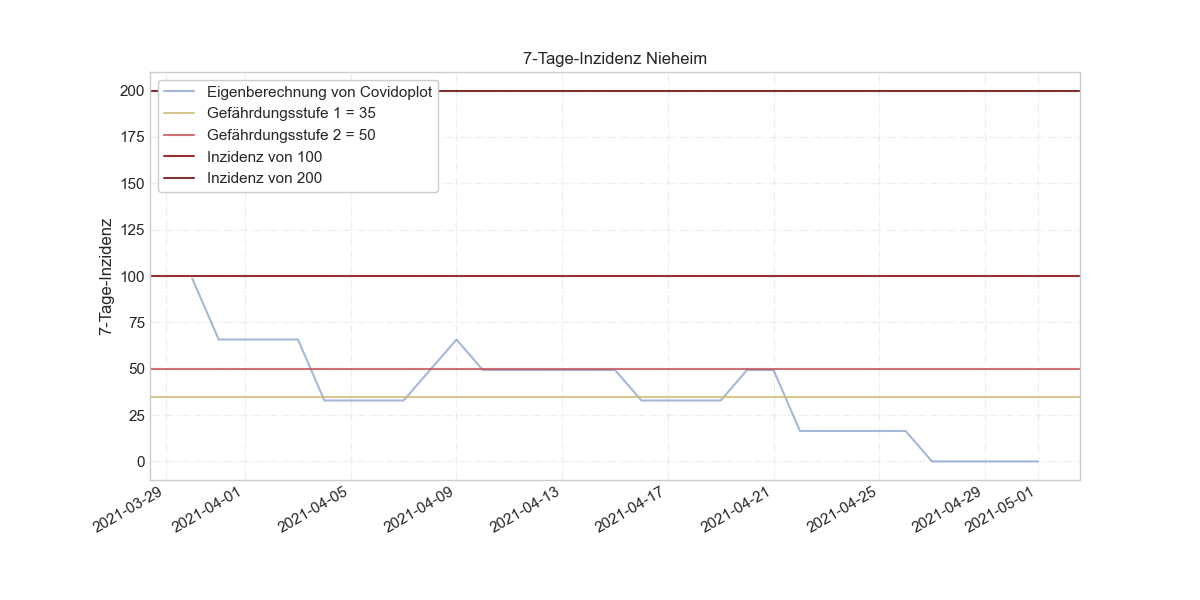 7-Tage-Inzidenz Nieheim
Eigenberechnung von Covidoplot
Gefährdungsstufe 1 = 35
Gefährdungsstufe 2 = 50
Inzidenz von 100
Inzidenz von 200
7-Tage-Inzidenz
200
175
150
125
100
75
50
25
0
2021-03-29
2021-04-01
2021-04-05
2021-04-09
2021-04-13
2021-04-17
2021-04-21
2021-04-25
2021-04-29
2021-05-01